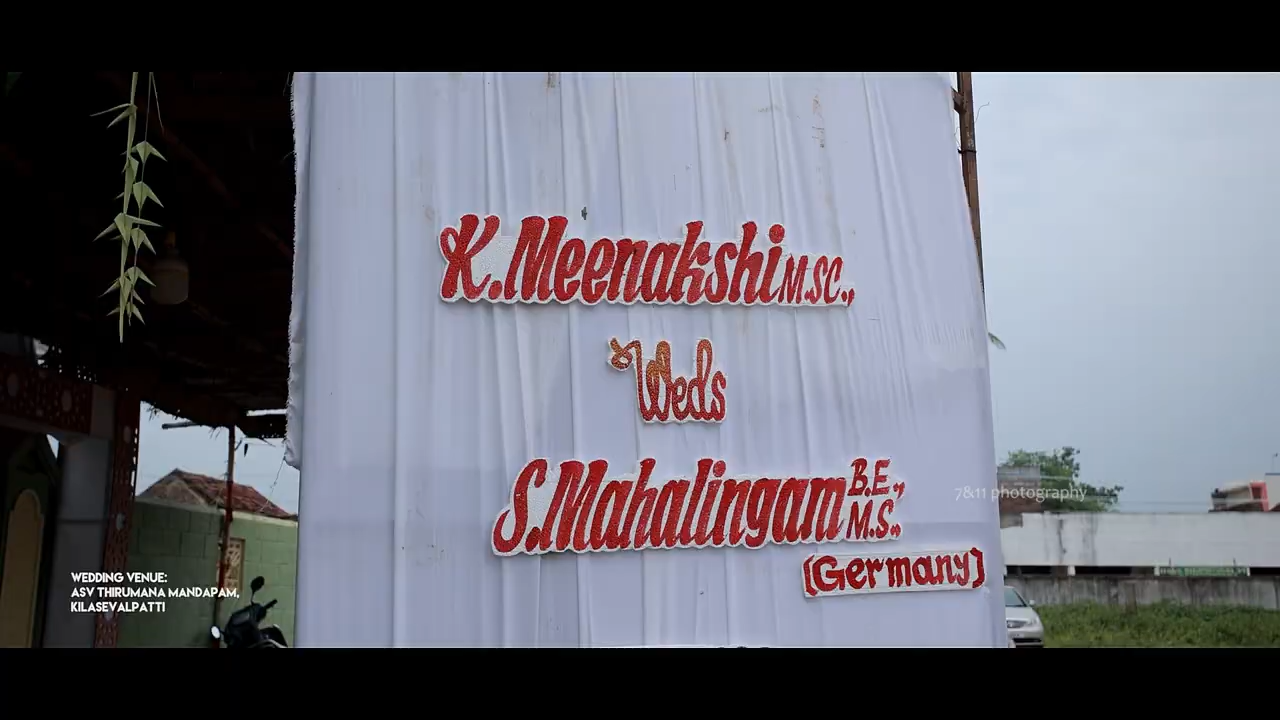 K.Meenakshi M.SC.,
Weds
S.Mahalingam B.E.,
M.S.,
(Germany)
7&11 photography
WEDDING VENUE:
ASV THIRUMANA MANDAPAM,
KILASEVALPATTI